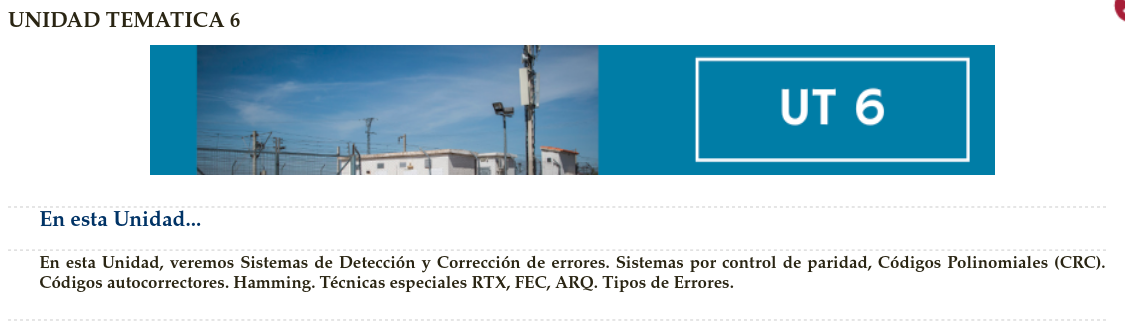 UNIDAD TEMATICA 6
UT 6
En esta Unidad...
En esta Unidad, veremos Sistemas de Detección y Corrección de errores. Sistemas por control de paridad, Códigos Polinomiales (CRC).
Códigos autocorrectores. Hamming. Técnicas especiales RTX, FEC, ARQ. Tipos de Errores.